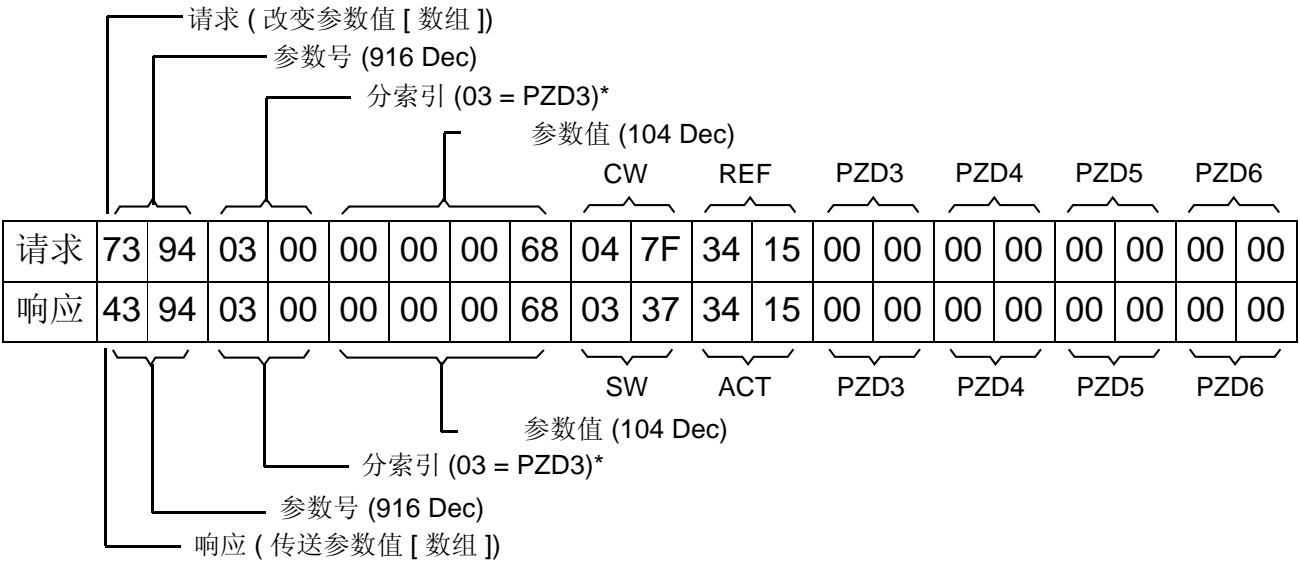 请求 ( 改变参数值 [ 数组 ])
参数号 (916 Dec)
分索引 (03 = PZD3)*
参数值 (104 Dec)
CW REF PZD3 PZD4 PZD5 PZD6
请求 73 94 03 00 00 00 00 68 04 7F 34 15 00 00 00 00 00 00 00 00
响应 43 94 03 00 00 00 00 68 03 37 34 15 00 00 00 00 00 00 00 00
SW ACT PZD3 PZD4 PZD5 PZD6
参数值 (104 Dec)
分索引 (03 = PZD3)*
参数号 (916 Dec)
响应 ( 传送参数值 [ 数组 ])